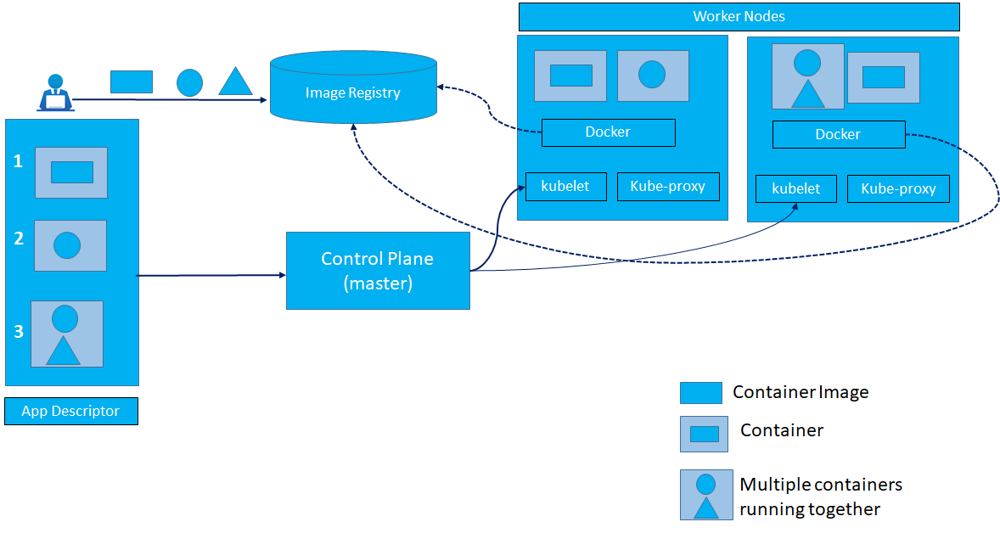 Worker Nodes
Image Registry
Docker
Docker
1
kubelet
Kube-proxy
kubelet
Kube-proxy
2
Control Plane
(master)
3
App Descriptor
Container Image
Container
Multiple containers
running together